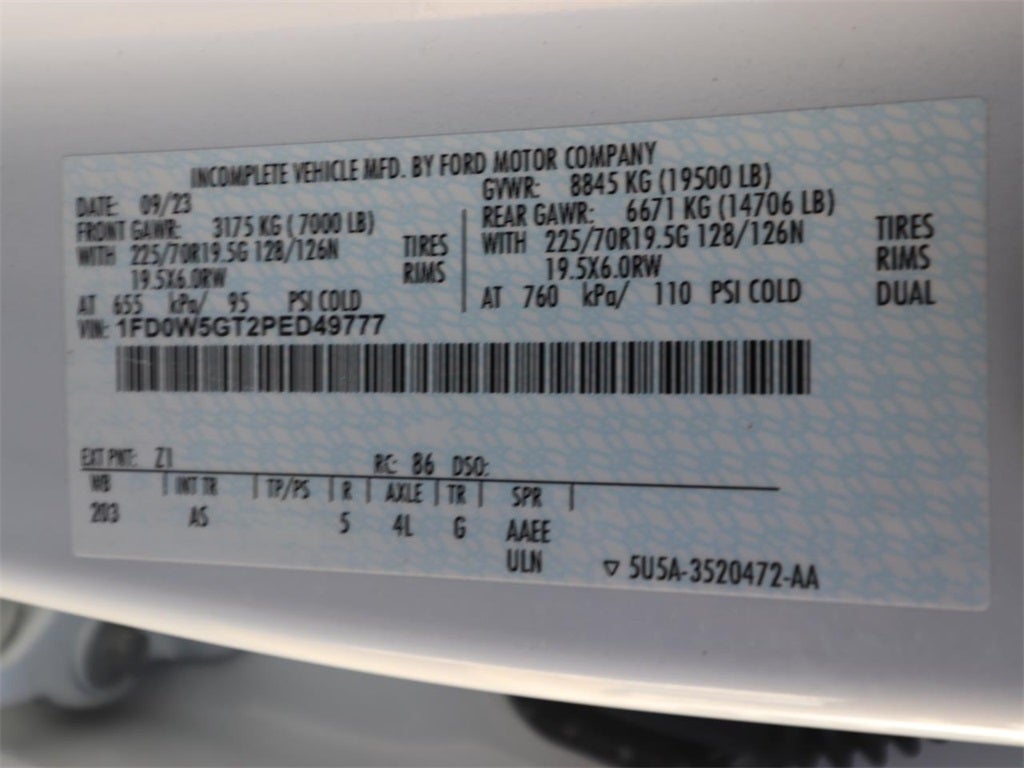 INCOMPLETE VEHICLE MFD. BY FORD MOTOR COMPANY
DATE: 09/23 GVWR: 8845 KG (19500 LB)
FRONT GAWR: 3175 KG (7000 LB) REAR GAWR: 6671 KG (14706 LB)
WITH 225/70R19.5G 128/126N TIRES WITH 225/70R19.5G 128/126N TIRES
19.5X6.0RW RIMS 19.5X6.0RW RIMS
AT 655 kPa/ 95 PSI COLD AT 760 kPa/ 110 PSI COLD DUAL
VIN: 1FD0W5GT2PED49777
EXT PNT: Z1 RC: 86 DSO:
WB INT TR TP/PS R AXLE TR SPR
203 AS 5 4L G AAEE
ULN
▽ 5U5A-3520472-AA